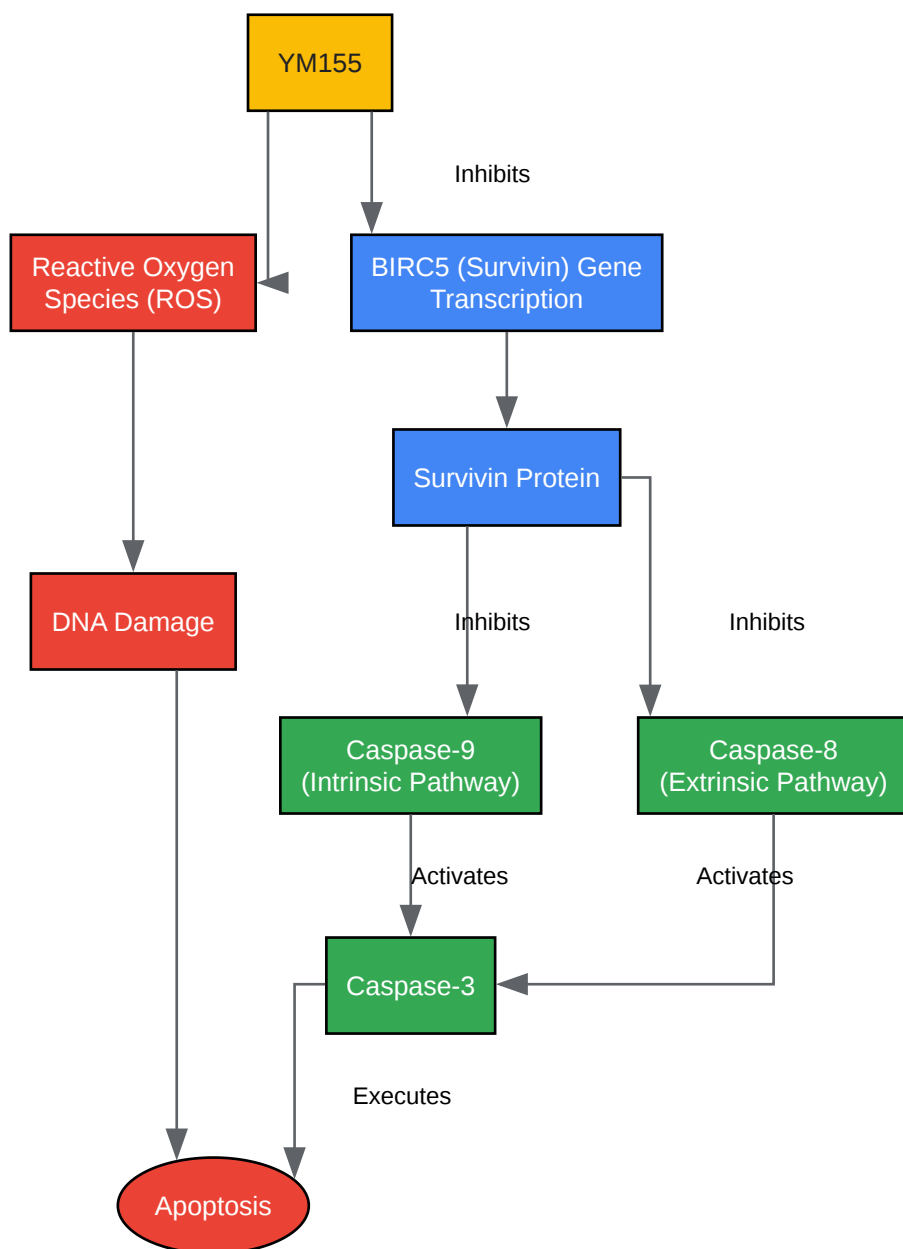 YM155
Inhibits
Reactive Oxygen
Species (ROS)
BIRC5 (Survivin) Gene
Transcription
Survivin Protein
DNA Damage
Inhibits
Inhibits
Caspase-9
(Intrinsic Pathway)
Caspase-8
(Extrinsic Pathway)
Activates
Activates
Caspase-3
Executes
Apoptosis